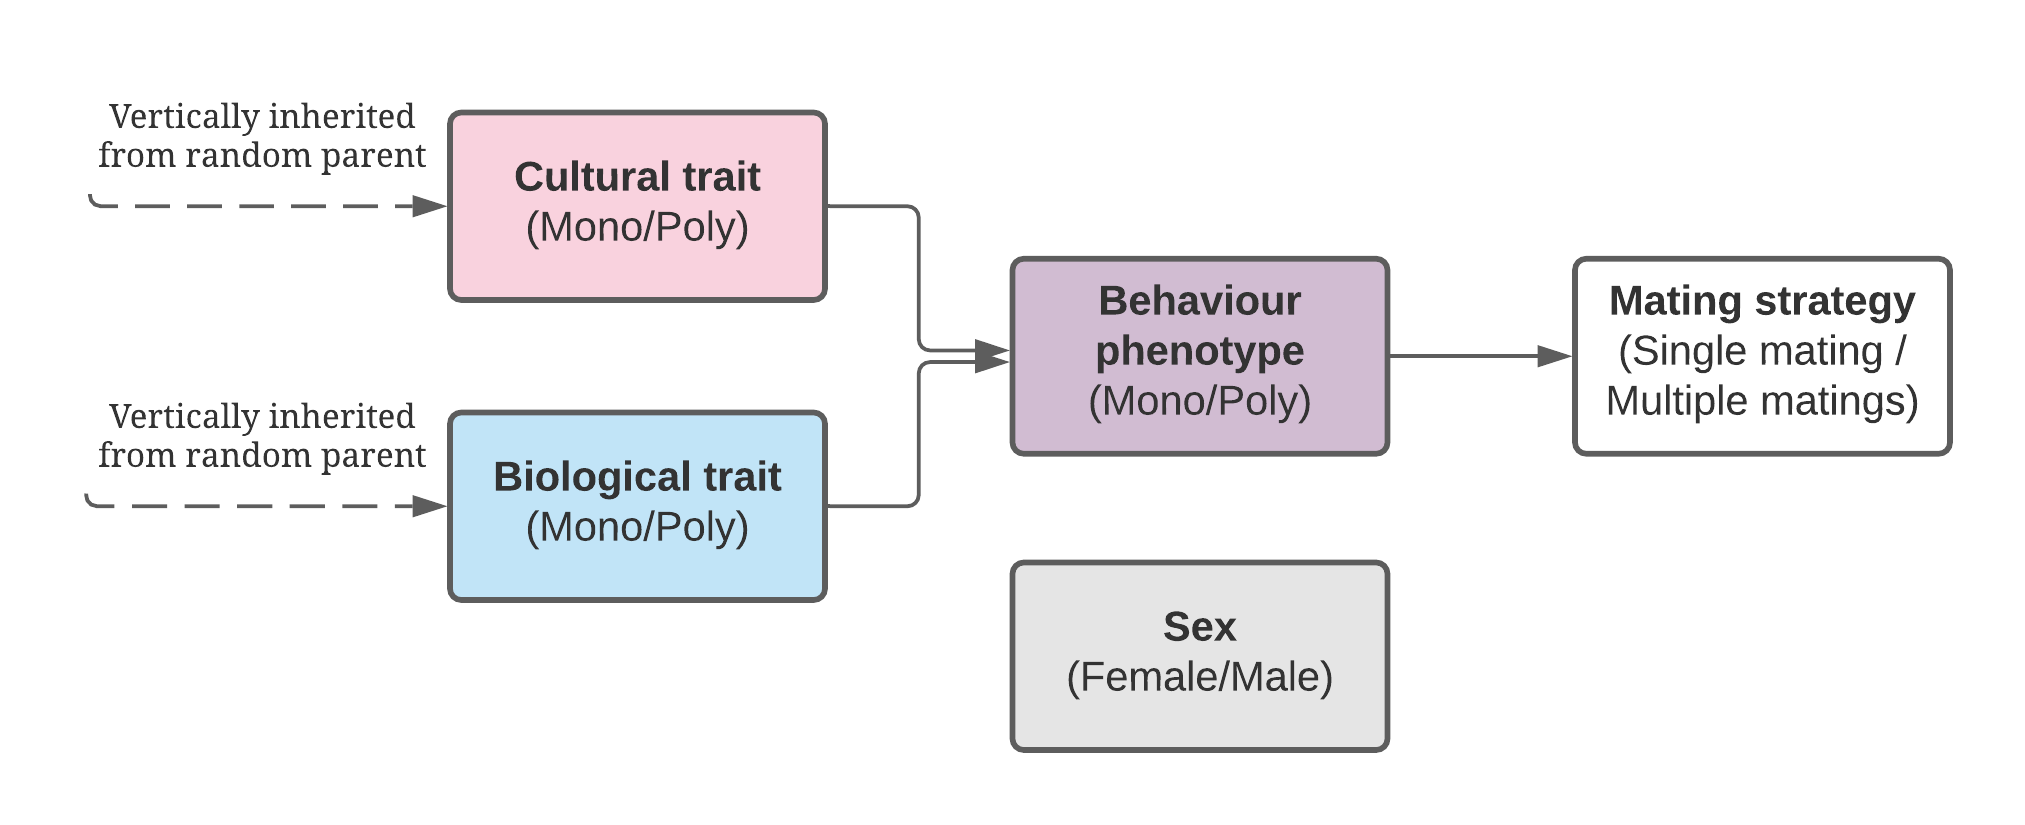 Vertically inherited
from random parent
Cultural trait
(Mono/Poly)
Vertically inherited
from random parent
Biological trait
(Mono/Poly)
Behaviour
phenotype
(Mono/Poly)
Mating strategy
(Single mating /
Multiple matings)
Sex
(Female/Male)